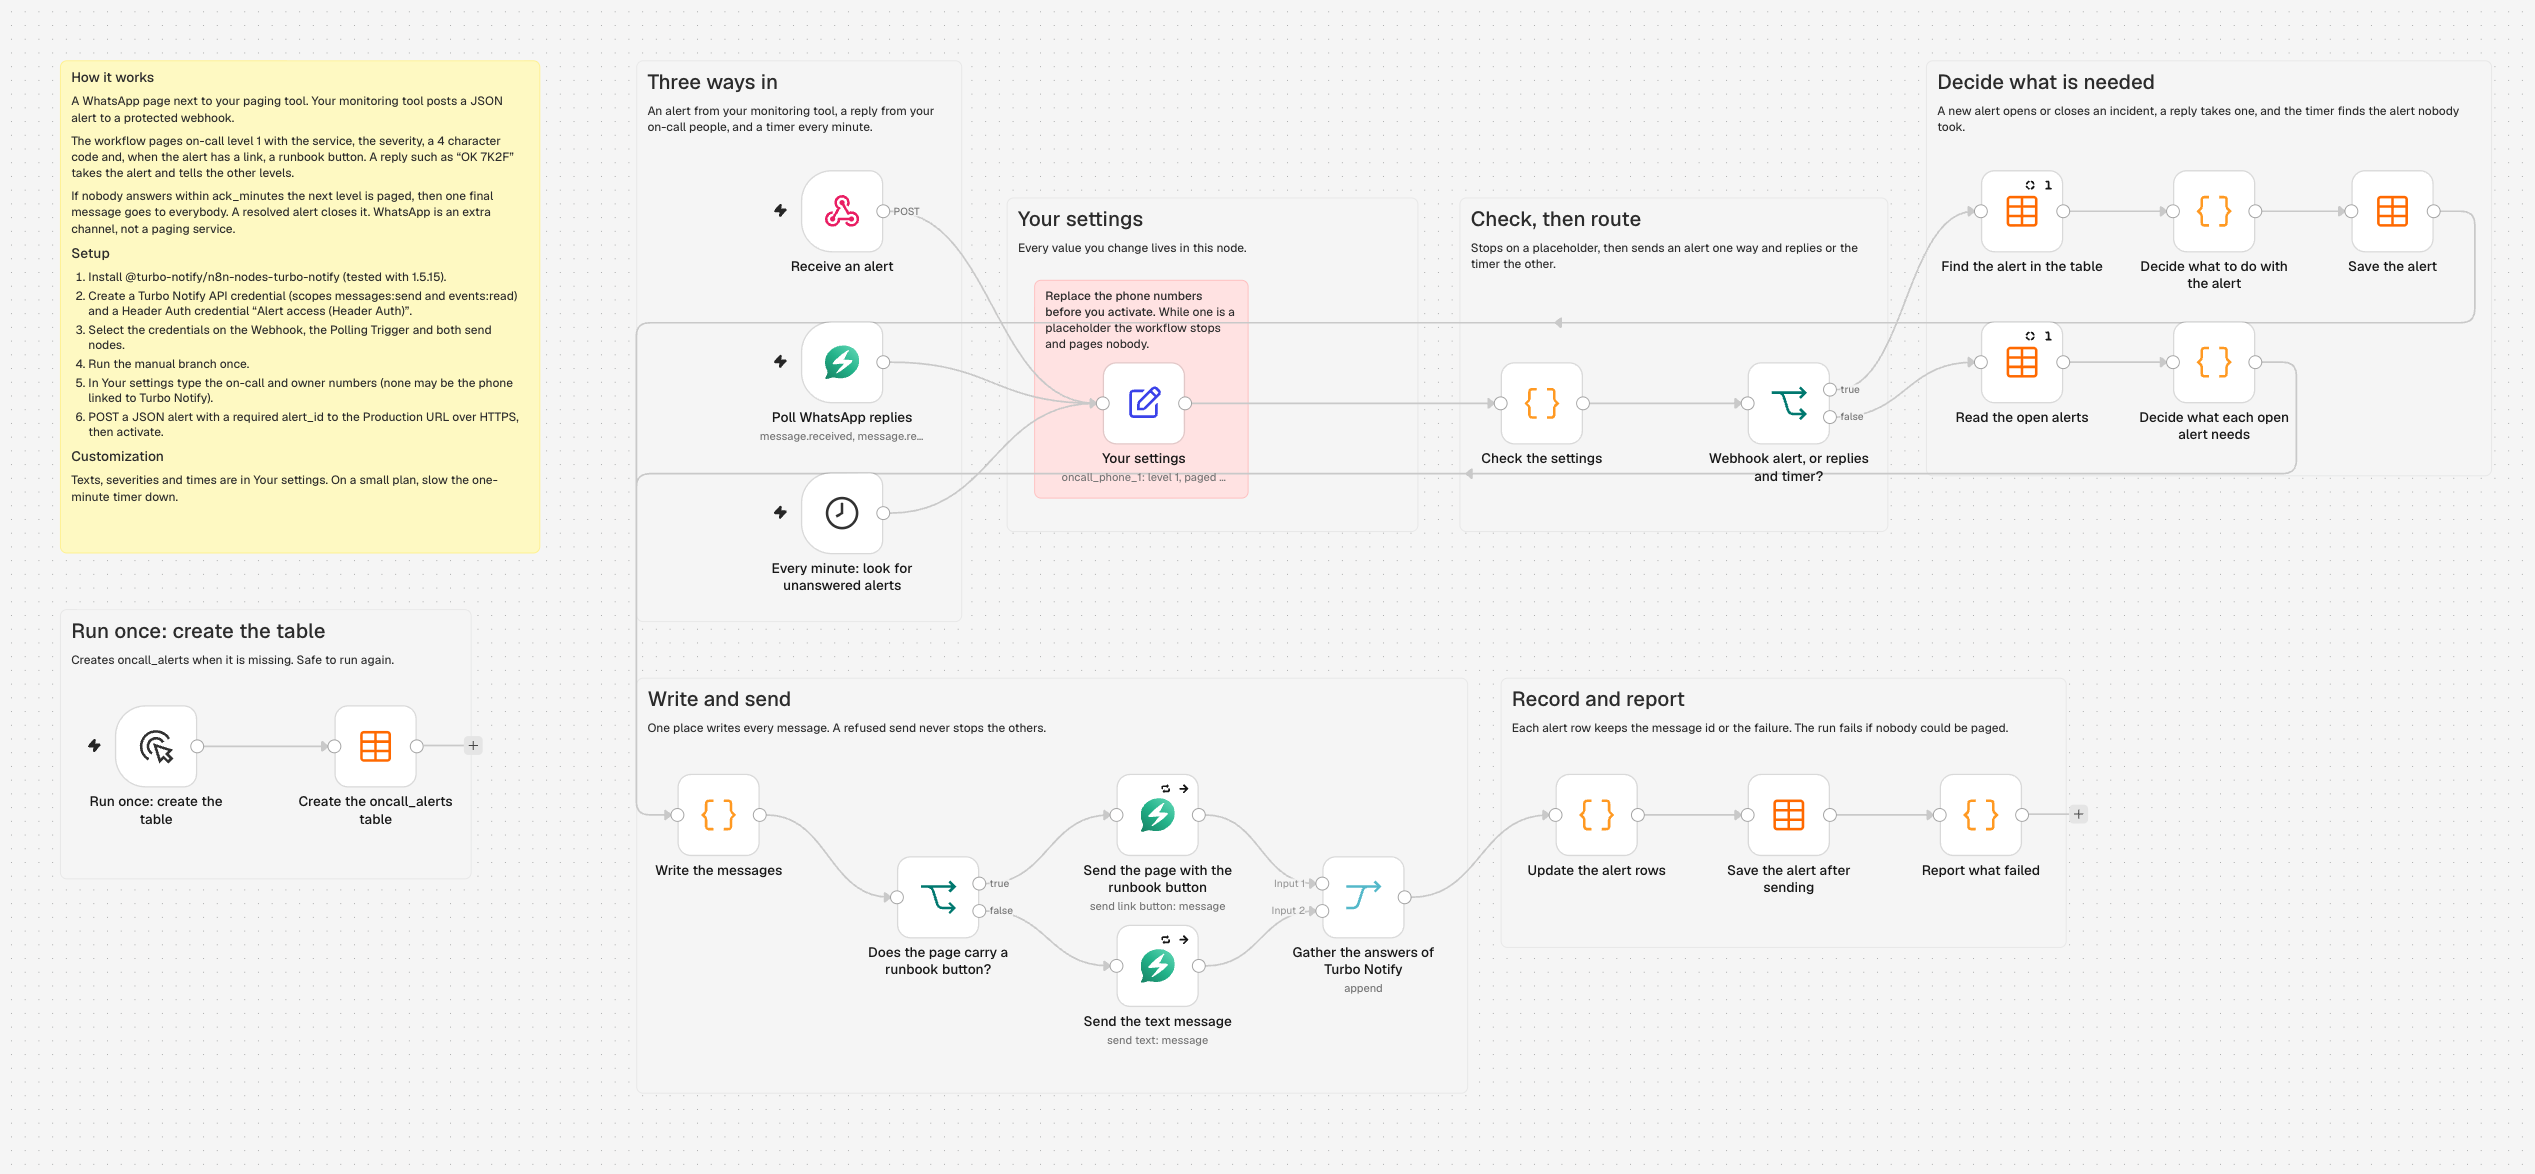 How it works
A WhatsApp page next to your paging tool. Your monitoring tool posts a JSON
alert to a protected webhook.
The workflow pages on-call level 1 with the service, the severity, a 4 character
code and, when the alert has a link, a runbook button. A reply such as “OK 7K2F”
takes the alert and tells the other levels.
If nobody answers within ack_minutes the next level is paged, then one final
message goes to everybody. A resolved alert closes it. WhatsApp is an extra
channel, not a paging service.
Setup
1. Install @turbo-notify/n8n-nodes-turbo-notify (tested with 1.5.15).
2. Create a Turbo Notify API credential (scopes messages:send and events:read)
and a Header Auth credential “Alert access (Header Auth)”.
3. Select the credentials on the Webhook, the Polling Trigger and both send
nodes.
4. Run the manual branch once.
5. In Your settings type the on-call and owner numbers (none may be the phone
linked to Turbo Notify).
6. POST a JSON alert with a required alert_id to the Production URL over HTTPS,
then activate.
Customization
Texts, severities and times are in Your settings. On a small plan, slow the one-
minute timer down.
Three ways in
An alert from your monitoring tool, a reply from your
on-call people, and a timer every minute.
POST
Receive an alert
Poll WhatsApp replies
message.received, message.re...
Every minute: look for
unanswered alerts
Your settings
Every value you change lives in this node.
Replace the phone numbers
before you activate. While one is a
placeholder the workflow stops
and pages nobody.
Your settings
oncall_phone_1: level 1, paged ...
Check, then route
Stops on a placeholder, then sends an alert one way and replies or the
timer the other.
Check the settings
true
false
Webhook alert, or replies
and timer?
Decide what is needed
A new alert opens or closes an incident, a reply takes one, and the timer finds the alert nobody
took.
1
Find the alert in the table
Decide what to do with
the alert
Save the alert
1
Read the open alerts
Decide what each open
alert needs
Run once: create the table
Creates oncall_alerts when it is missing. Safe to run again.
Run once: create the
table
Create the oncall_alerts
table
Write and send
One place writes every message. A refused send never stops the others.
Write the messages
true
false
Does the page carry a
runbook button?
Send the page with the
runbook button
send link button: message
Send the text message
send text: message
Input 1
Input 2
Gather the answers of
Turbo Notify
append
Record and report
Each alert row keeps the message id or the failure. The run fails if nobody could be paged.
Update the alert rows
Save the alert after
sending
Report what failed